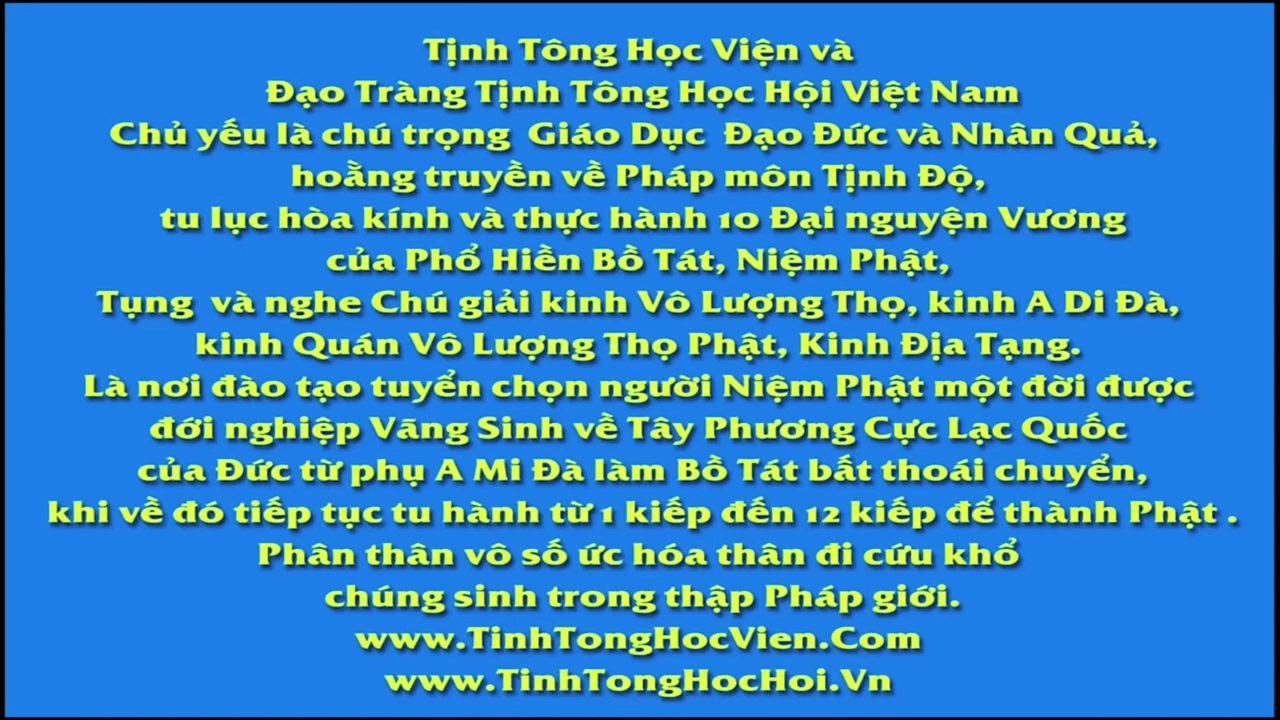 Tịnh Tông Học Viện và
Đạo Tràng Tịnh Tông Học Hội Việt Nam
Chủ yếu là chú trọng Giáo Dục Đạo Đức và Nhân Quả,
hoằng truyền về Pháp môn Tịnh Độ,
tu lục hòa kính và thực hành 10 Đại nguyện Vương
của Phổ Hiền Bồ Tát, Niệm Phật,
Tụng và nghe Chú giải kinh Vô Lượng Thọ, kinh A Di Đà,
kinh Quán Vô Lượng Thọ Phật, Kinh Địa Tạng.
Là nơi đào tạo tuyển chọn người Niệm Phật một đời được
đới nghiệp Vãng Sinh về Tây Phương Cực Lạc Quốc
của Đức từ phụ A Mi Đà làm Bồ Tát bất thoái chuyển,
khi về đó tiếp tục tu hành từ 1 kiếp đến 12 kiếp để thành Phật .
Phân thân vô số ức hóa thân đi cứu khổ
chúng sinh trong thập Pháp giới.
www.TinhTongHocVien.Com
www.TinhTongHocHoi.Vn